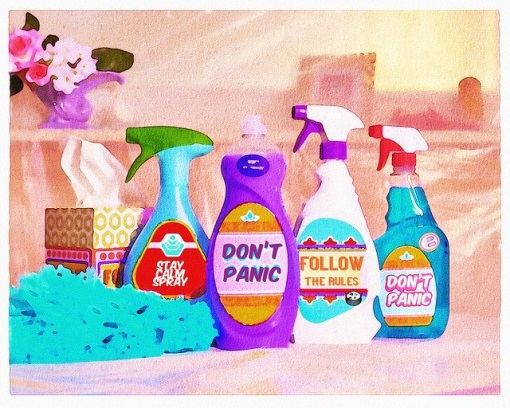 STAY
CALM
SPRAY
DON'T
PANIC
FOLLOW
THE RULES
DON'T
PANIC